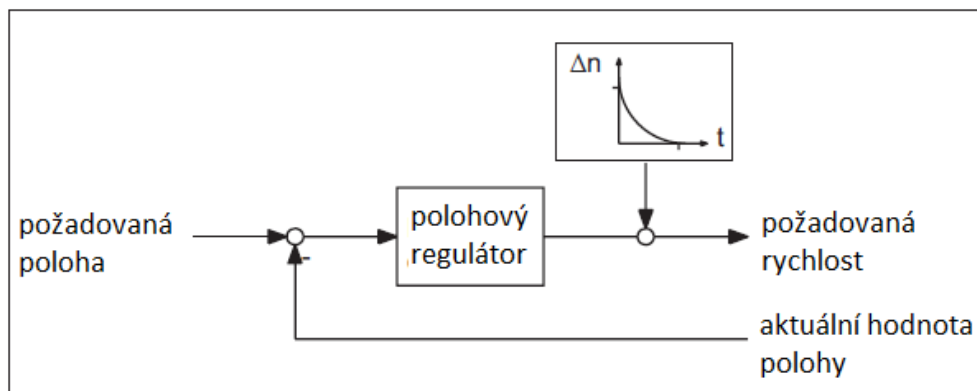 Δn
t
požadovaná
poloha
-
polohový
regulátor
požadovaná
rychlost
aktuální hodnota
polohy